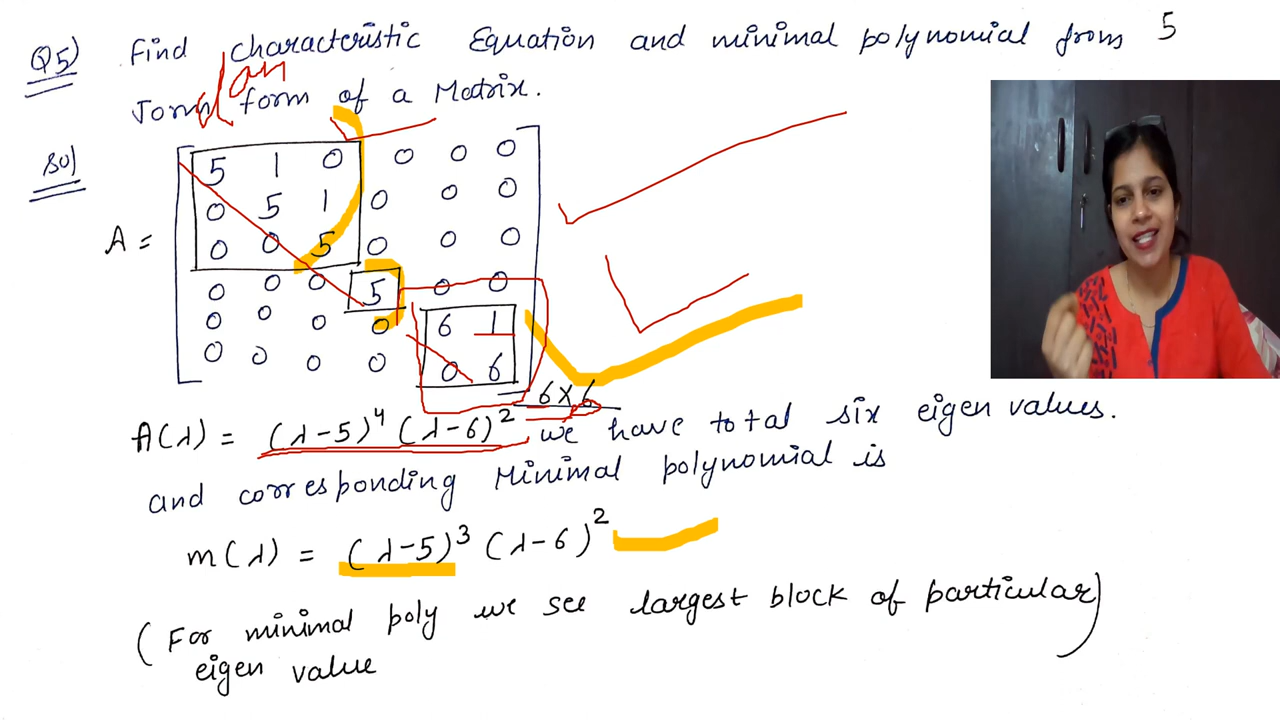 Q5) Find characteristic Equation and minimal polynomial from 5
Jordan form of a Matrix.
Sol
A = [ 5 1 0 0 0 0
0 5 1 0 0 0
0 0 5 0 0 0
0 0 0 5 0 0
0 0 0 0 6 1
0 0 0 0 0 6 ] 6×6
A(λ) = (λ-5)⁴ (λ-6)² we have total six eigen values.
and corresponding Minimal polynomial is
m(λ) = (λ-5)³ (λ-6)²
(For minimal poly we see largest block of particular)
eigen value